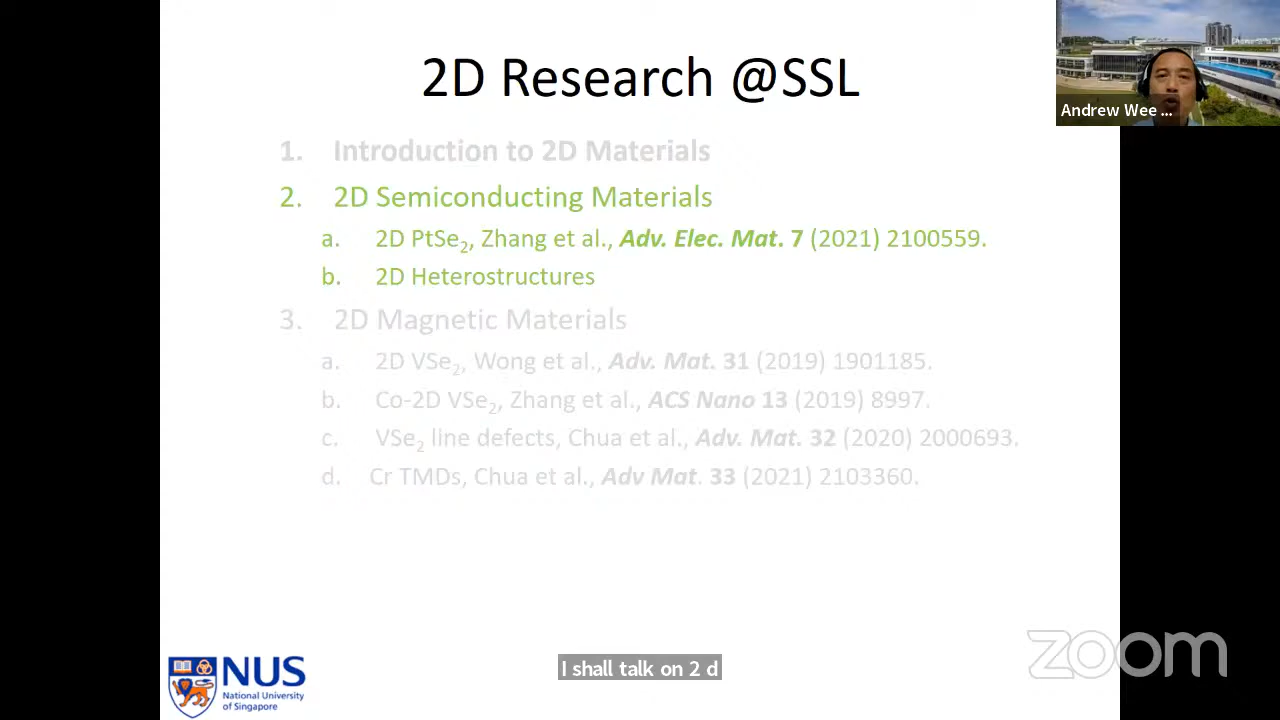 2D Research @SSL
Andrew Wee ...
1. Introduction to 2D Materials
2. 2D Semiconducting Materials
a. 2D PtSe2, Zhang et al., Adv. Elec. Mat. 7 (2021) 2100559.
b. 2D Heterostructures
3. 2D Magnetic Materials
a. 2D VSe2, Wong et al., Adv. Mat. 31 (2019) 1901185.
b. Co-2D VSe2, Zhang et al., ACS Nano 13 (2019) 8997.
c. VSe2 line defects, Chua et al., Adv. Mat. 32 (2020) 2000693.
d. Cr TMDs, Chua et al., Adv Mat. 33 (2021) 2103360.
NUS
National University
of Singapore
I shall talk on 2 d
zoom